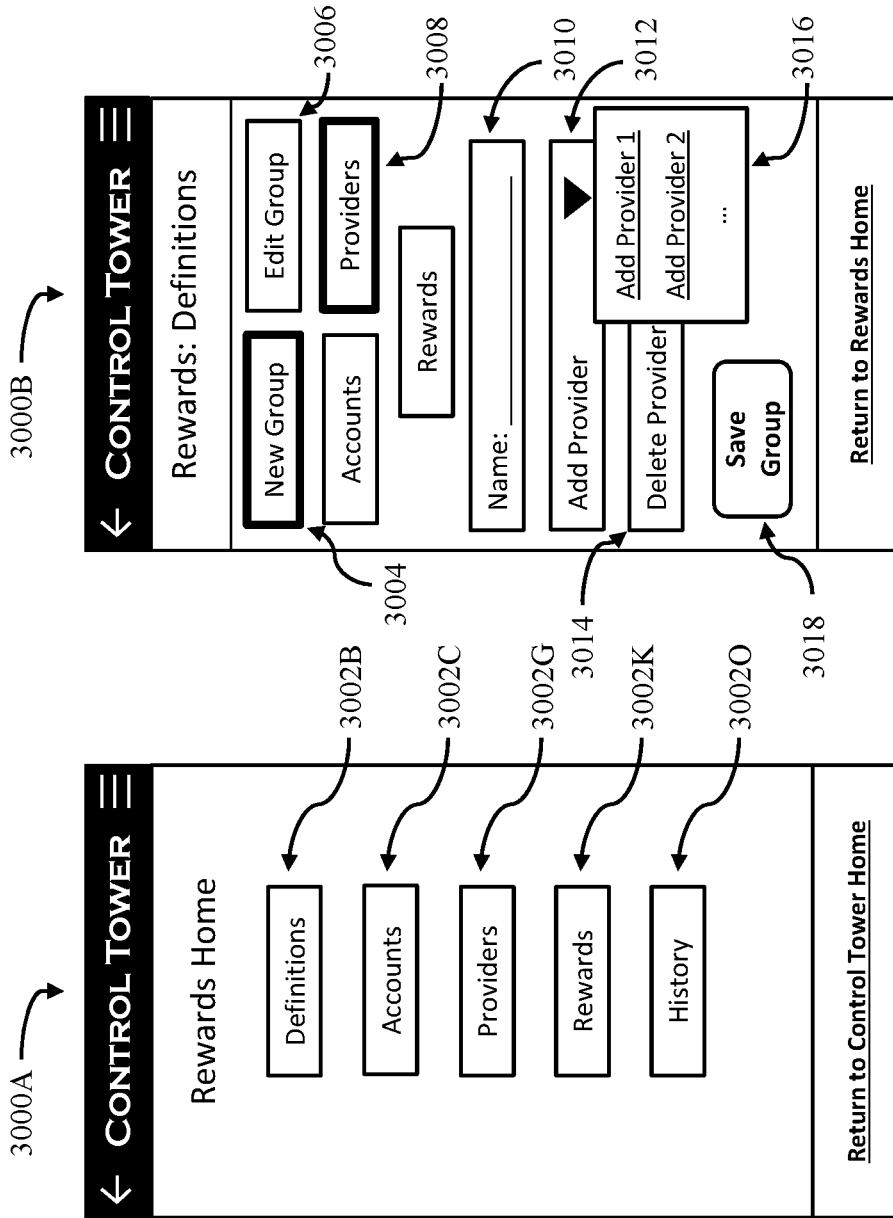 3000A
← CONTROL TOWER
Rewards Home
Definitions
3002B
Accounts
3002C
Providers
3002G
Rewards
3002K
History
3002O
Return to Control Tower Home
3000B
← CONTROL TOWER
Rewards: Definitions
New Group
Edit Group
3004
3006
Accounts
Providers
3008
Rewards
Name: ____________
3010
Add Provider
3012
Add Provider 1
Add Provider 2
...
3016
Delete Provider
3014
Save
Group
3018
Return to Rewards Home